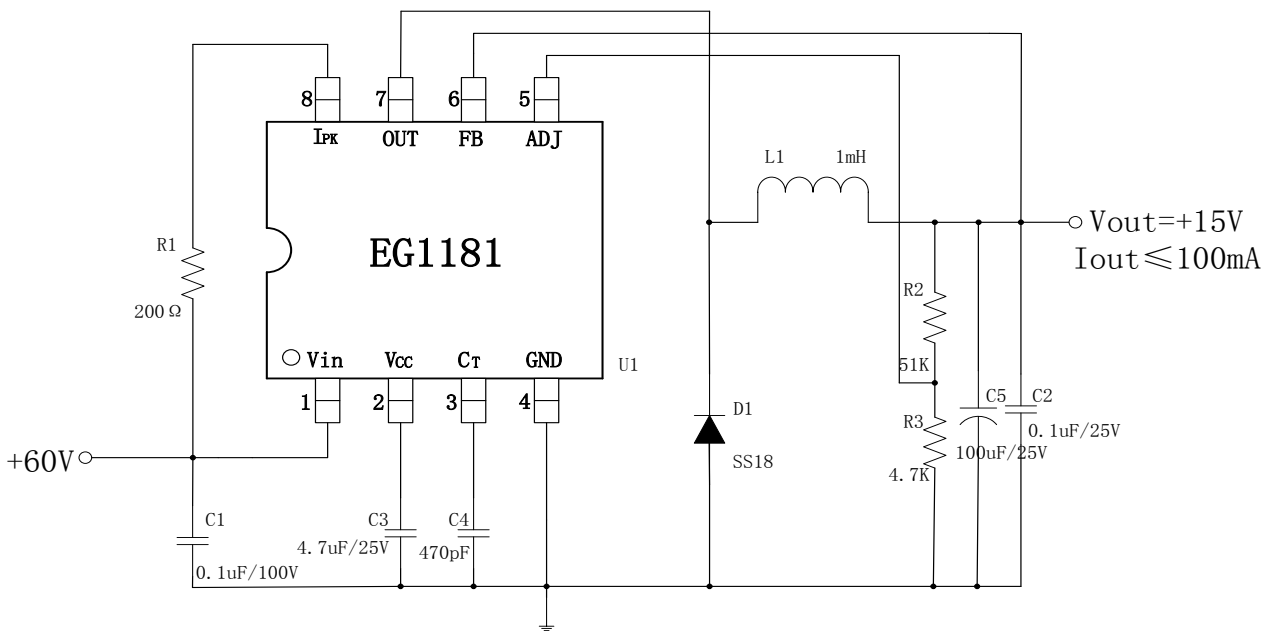 8 7 6 5
IPK OUT FB ADJ
L1 1mH
Vout=+15V
Iout≤100mA
R1
200Ω
EG1181
R2
51K
Vin VCC CT GND
U1
1 2 3 4
C5 C2
D1
R3
0.1uF/25V
100uF/25V
+60V
SS18
4.7K
C1 C3 C4
4.7uF/25V 470pF
0.1uF/100V